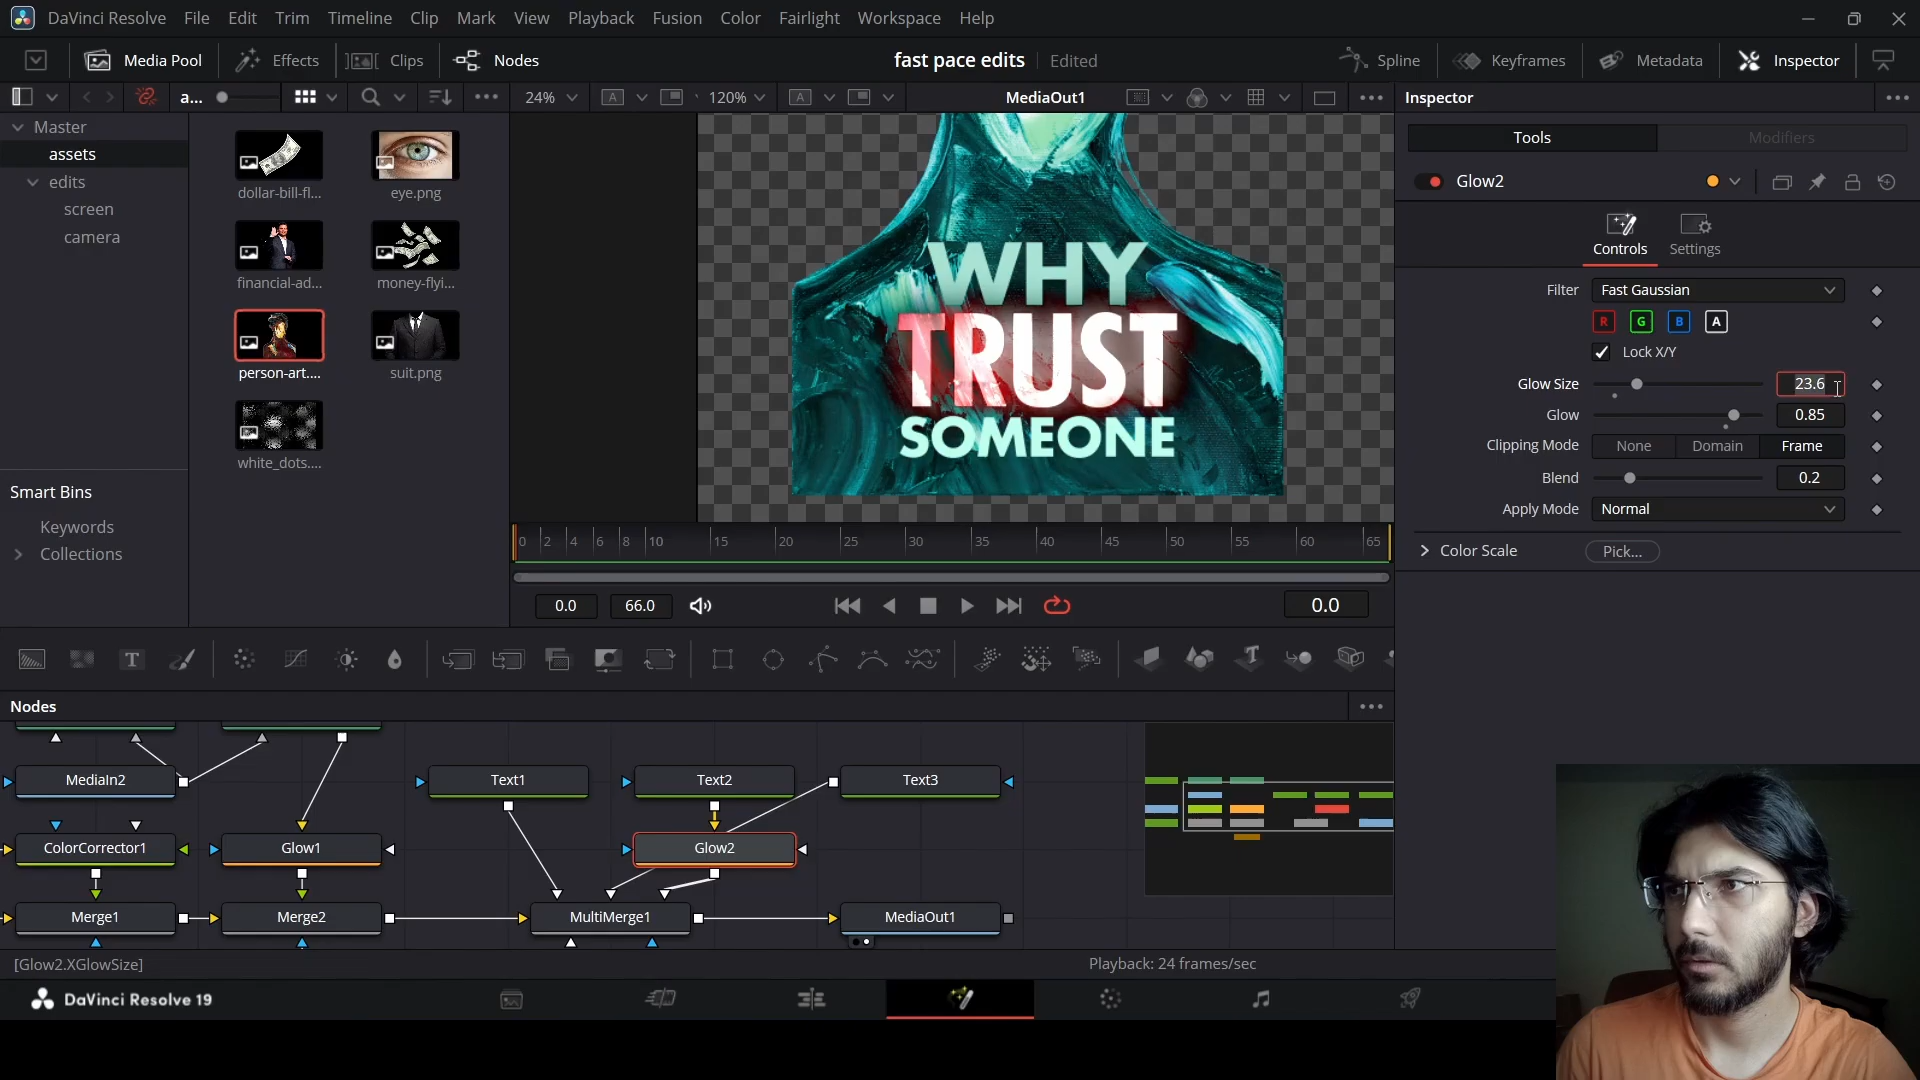 DaVinci Resolve File Edit Trim Timeline Clip Mark View Playback Fusion Color Fairlight Workspace Help
Media Pool Effects Clips Nodes fast pace edits Edited Spline Keyframes Metadata Inspector
a... 24% A 120% A MediaOut1 Inspector
Master
assets
edits
screen
camera
dollar-bill-fl...
eye.png
financial-ad...
money-flyi...
person-art....
suit.png
white_dots....
Smart Bins
Keywords
Collections
WHY
TRUST
SOMEONE
0 2 4 6 8 10 15 20 25 30 35 40 45 50 55 60 65
0.0 66.0 0.0
Tools Modifiers
Glow2
Controls Settings
Filter Fast Gaussian
R G B A
Lock X/Y
Glow Size 23.6
Glow 0.85
Clipping Mode None Domain Frame
Blend 0.2
Apply Mode Normal
Color Scale Pick...
T T
Nodes
MediaIn2 Text1 Text2 Text3
ColorCorrector1 Glow1 Glow2
Merge1 Merge2 MultiMerge1 MediaOut1
[Glow2.XGlowSize] Playback: 24 frames/sec
DaVinci Resolve 19